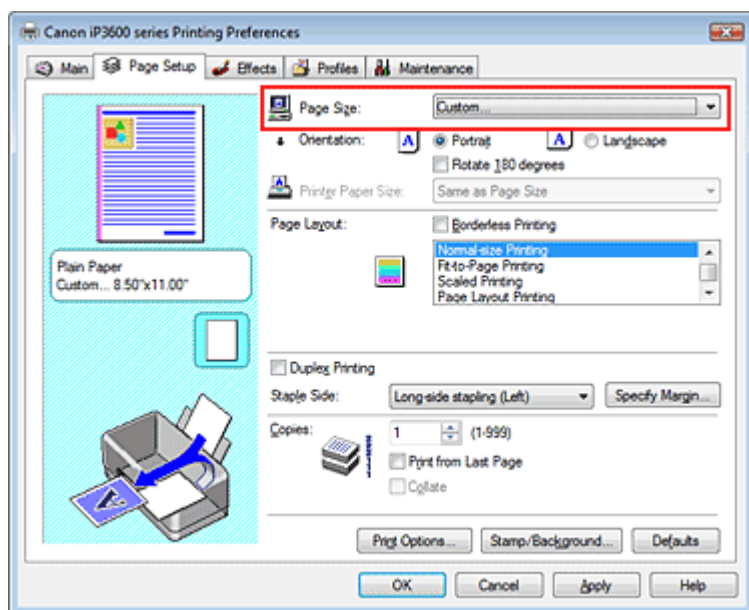 Canon iP3600 series Printing Preferences
Main Page Setup Effects Profiles Maintenance
Page Size: Custom...
Orientation: A Portrait A Landscape
Rotate 180 degrees
Printer Paper Size: Same as Page Size
Page Layout: Borderless Printing
Normal-size Printing
Fit-to-Page Printing
Scaled Printing
Page Layout Printing
Plain Paper
Custom... 8.50"x11.00"
Duplex Printing
Staple Side: Long-side stapling (Left) Specify Margin...
Copies: 1 (1-999)
Print from Last Page
Collate
Print Options... Stamp/Background... Defaults
OK Cancel Apply Help